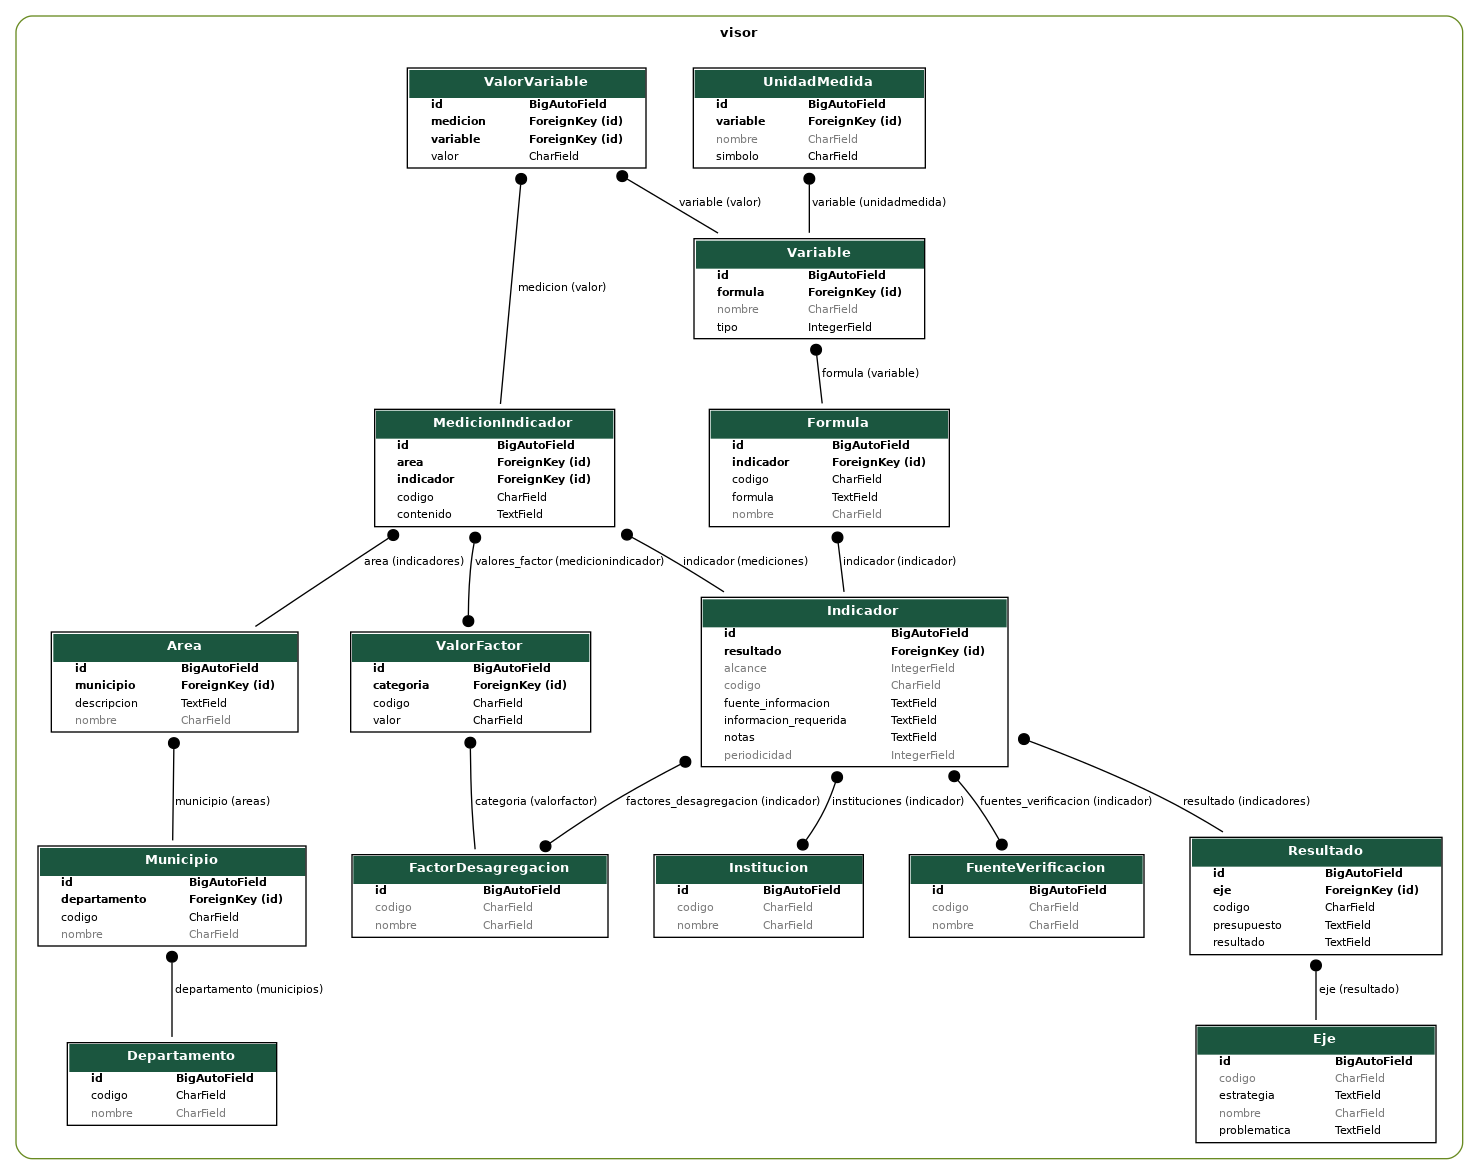 visor
ValorVariable
id BigAutoField
medicion ForeignKey (id)
variable ForeignKey (id)
valor CharField
UnidadMedida
id BigAutoField
variable ForeignKey (id)
nombre CharField
simbolo CharField
variable (valor)
variable (unidadmedida)
medicion (valor)
Variable
id BigAutoField
formula ForeignKey (id)
nombre CharField
tipo IntegerField
formula (variable)
MedicionIndicador
id BigAutoField
area ForeignKey (id)
indicador ForeignKey (id)
codigo CharField
contenido TextField
Formula
id BigAutoField
indicador ForeignKey (id)
codigo CharField
formula TextField
nombre CharField
area (indicadores)
valores_factor (medicionindicador)
indicador (mediciones)
indicador (indicador)
Area
id BigAutoField
municipio ForeignKey (id)
descripcion TextField
nombre CharField
ValorFactor
id BigAutoField
categoria ForeignKey (id)
codigo CharField
valor CharField
Indicador
id BigAutoField
resultado ForeignKey (id)
alcance IntegerField
codigo CharField
fuente_informacion TextField
informacion_requerida TextField
notas TextField
periodicidad IntegerField
municipio (areas)
categoria (valorfactor)
factores_desagregacion (indicador)
instituciones (indicador)
fuentes_verificacion (indicador)
resultado (indicadores)
Municipio
id BigAutoField
departamento ForeignKey (id)
codigo CharField
nombre CharField
FactorDesagregacion
id BigAutoField
codigo CharField
nombre CharField
Institucion
id BigAutoField
codigo CharField
nombre CharField
FuenteVerificacion
id BigAutoField
codigo CharField
nombre CharField
Resultado
id BigAutoField
eje ForeignKey (id)
codigo CharField
presupuesto TextField
resultado TextField
departamento (municipios)
eje (resultado)
Departamento
id BigAutoField
codigo CharField
nombre CharField
Eje
id BigAutoField
codigo CharField
estrategia TextField
nombre CharField
problematica TextField